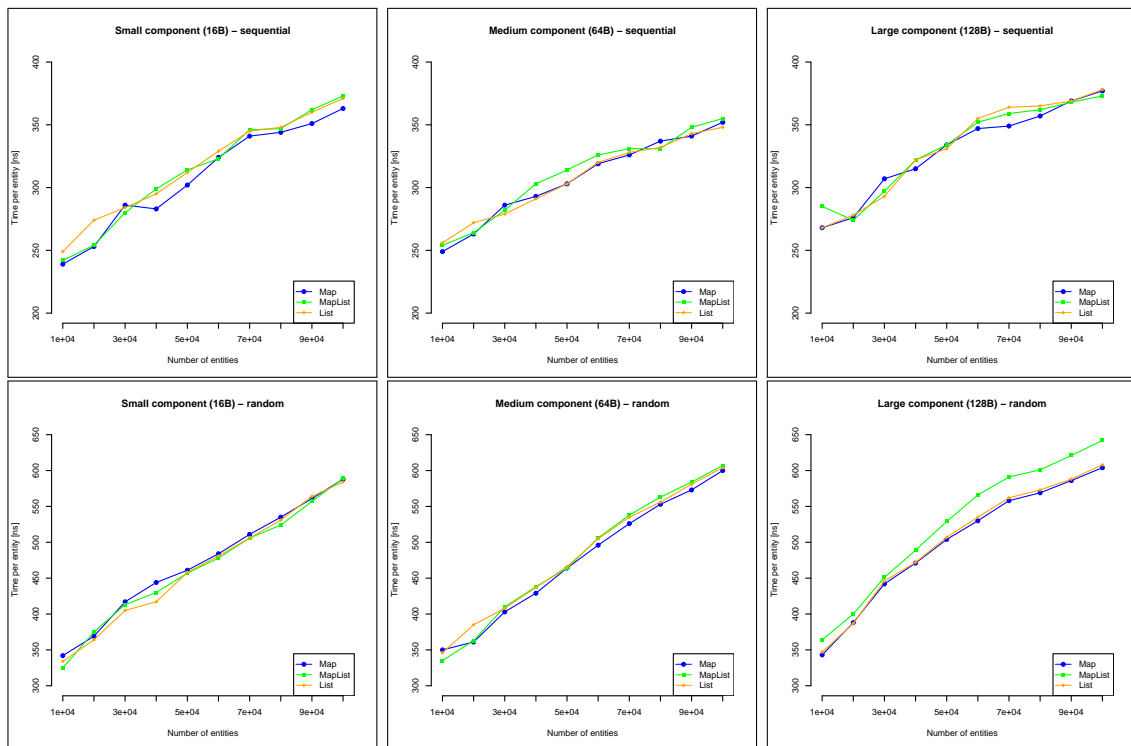 Small component (16B) − sequential
Time per entity [ns]
400
350
300
250
200
Map
MapList
List
1e+04 3e+04 5e+04 7e+04 9e+04
Number of entities
Medium component (64B) − sequential
Time per entity [ns]
400
350
300
250
200
Map
MapList
List
1e+04 3e+04 5e+04 7e+04 9e+04
Number of entities
Large component (128B) − sequential
Time per entity [ns]
400
350
300
250
200
Map
MapList
List
1e+04 3e+04 5e+04 7e+04 9e+04
Number of entities
Small component (16B) − random
Time per entity [ns]
650
600
550
500
450
400
350
300
Map
MapList
List
1e+04 3e+04 5e+04 7e+04 9e+04
Number of entities
Medium component (64B) − random
Time per entity [ns]
650
600
550
500
450
400
350
300
Map
MapList
List
1e+04 3e+04 5e+04 7e+04 9e+04
Number of entities
Large component (128B) − random
Time per entity [ns]
650
600
550
500
450
400
350
300
Map
MapList
List
1e+04 3e+04 5e+04 7e+04 9e+04
Number of entities